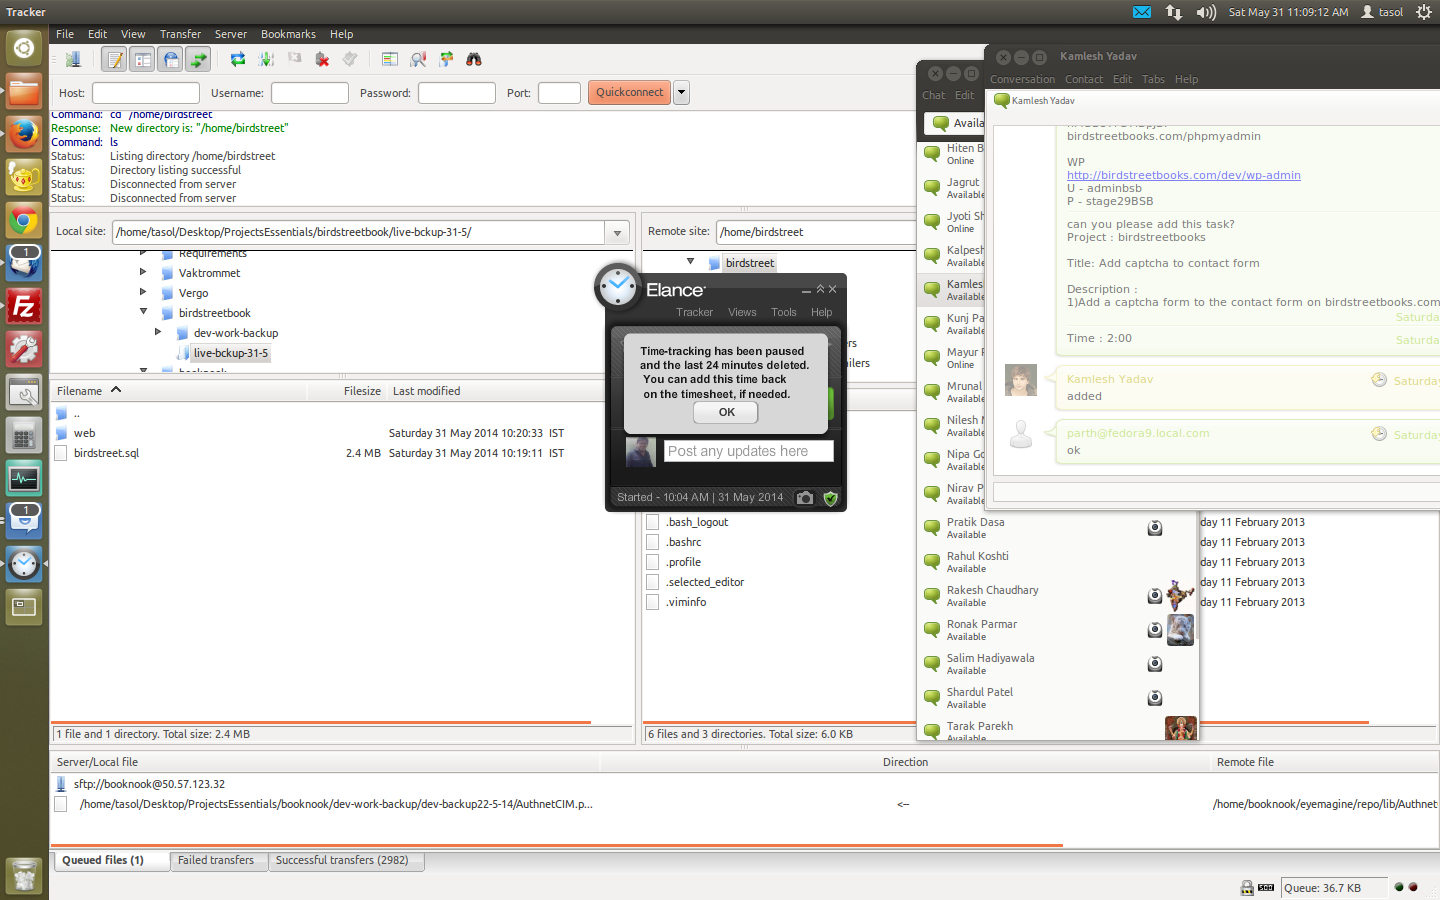 Tracker
Sat May 31 11:09:12 AM
tasol
File Edit View Transfer Server Bookmarks Help
Host: Username: Password: Port: Quickconnect
Command: cd "/home/birdstreet"
Response: New directory is: "/home/birdstreet"
Command: ls
Status: Listing directory /home/birdstreet
Status: Directory listing successful
Status: Disconnected from server
Status: Disconnected from server
Local site: /home/tasol/Desktop/ProjectsEssentials/birdstreetbook/live-bckup-31-5/
Requirements
Vaktrommet
Vergo
birdstreetbook
dev-work-backup
live-bckup-31-5
Filename Filesize Last modified
..
web Saturday 31 May 2014 10:20:33 IST
birdstreet.sql 2.4 MB Saturday 31 May 2014 10:19:11 IST
1 file and 1 directory. Total size: 2.4 MB
Remote site: /home/birdstreet
birdstreet
Elance
Tracker Views Tools Help
Time-tracking has been paused
and the last 24 minutes deleted.
You can add this time back
on the timesheet, if needed.
OK
Post any updates here
Started - 10:04 AM | 31 May 2014
.bash_logout day 11 February 2013
.bashrc day 11 February 2013
.profile day 11 February 2013
.selected_editor day 11 February 2013
.viminfo day 11 February 2013
6 files and 3 directories. Total size: 6.0 KB
Chat Edit
Availa
Hiten B
Online
Jagrut
Available
Jyoti Sh
Online
Kalpesh
Available
Kamles
Available
Kunj Pa
Available
Mayur P
Online
Mrunal
Available
Nilesh M
Available
Nipa Go
Available
Nirav P
Available
Pratik Dasa
Available
Rahul Koshti
Available
Rakesh Chaudhary
Available
Ronak Parmar
Available
Salim Hadiyawala
Available
Shardul Patel
Available
Tarak Parekh
Available
Kamlesh Yadav
Conversation Contact Edit Tabs Help
Kamlesh Yadav
birdstreetbooks.com/phpmyadmin
WP
http://birdstreetbooks.com/dev/wp-admin
U - adminbsb
P - stage29BSB
can you please add this task?
Project : birdstreetbooks
Title: Add captcha to contact form
Description :
1)Add a captcha form to the contact form on birdstreetbooks.com
Saturda
Time : 2:00 Saturda
Kamlesh Yadav Saturday
added
parth@fedora9.local.com Saturday
ok
Server/Local file Direction Remote file
sftp://booknook@50.57.123.32
/home/tasol/Desktop/ProjectsEssentials/booknook/dev-work-backup/dev-backup22-5-14/AuthnetCIM.p... <-- /home/booknook/eyemagine/repo/lib/Authnet
Queued files (1) Failed transfers Successful transfers (2982)
Queue: 36.7 KB